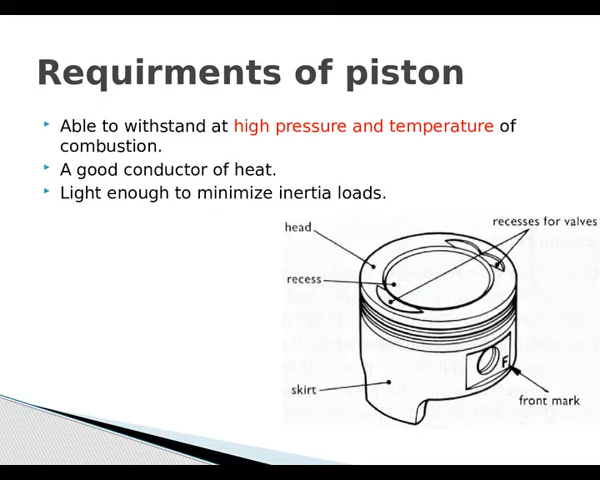 Requirments of piston
Able to withstand at high pressure and temperature of
combustion.
A good conductor of heat.
Light enough to minimize inertia loads.
recesses for valves
head
recess
F
skirt
front mark